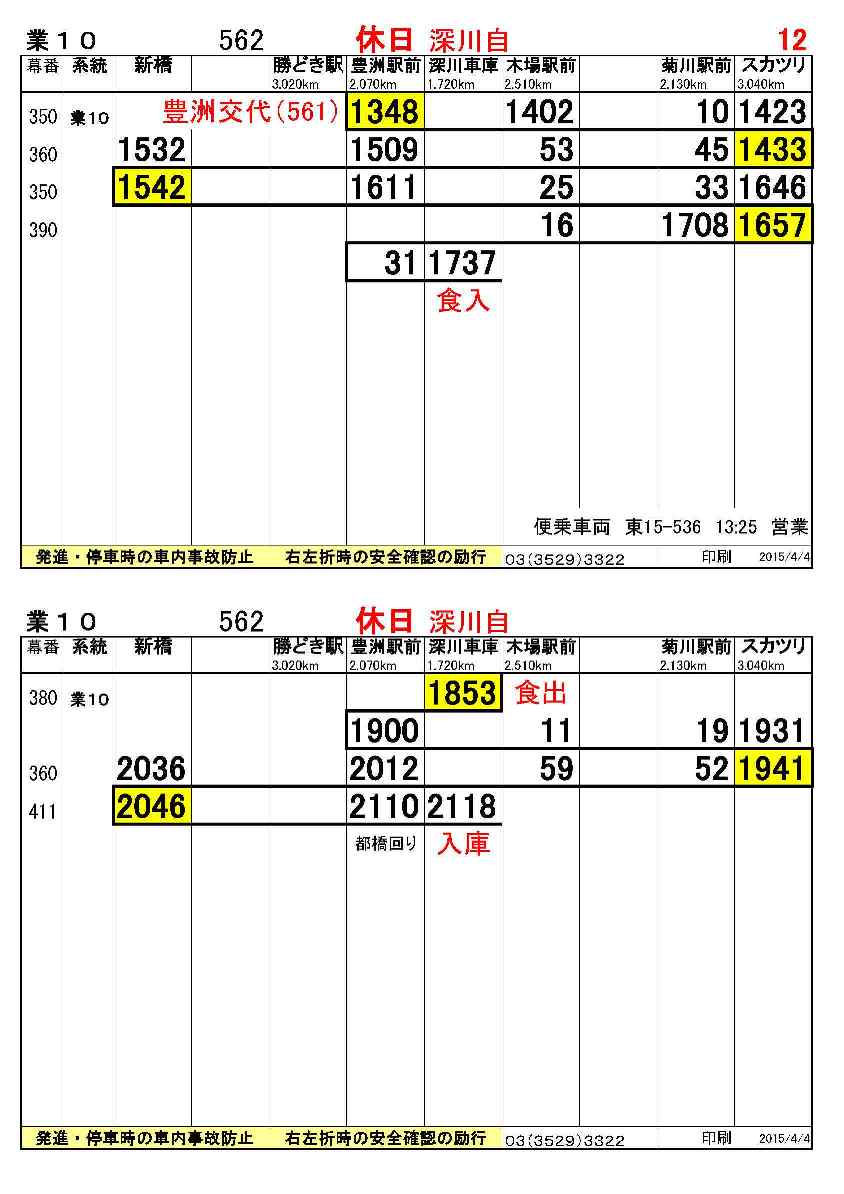 業１０ 562 休日 深川自 12
幕番 系統 新橋 勝どき駅 豊洲駅前 深川車庫 木場駅前 菊川駅前 スカツリ
3.020km 2.070km 1.720km 2.510km 2.130km 3.040km
350 業10 豊洲交代(561) 1348 1402 10 1423
360 1532 1509 53 45 1433
350 1542 1611 25 33 1646
390 16 1708 1657
31 1737
食入
便乗車両 東15-536 13:25 営業
発進・停車時の車内事故防止 右左折時の安全確認の励行 03(3529)3322 印刷 2015/4/4
業１０ 562 休日 深川自
幕番 系統 新橋 勝どき駅 豊洲駅前 深川車庫 木場駅前 菊川駅前 スカツリ
3.020km 2.070km 1.720km 2.510km 2.130km 3.040km
380 業10 1853 食出
1900 11 19 1931
360 2036 2012 59 52 1941
411 2046 2110 2118
都橋回り 入庫
発進・停車時の車内事故防止 右左折時の安全確認の励行 03(3529)3322 印刷 2015/4/4